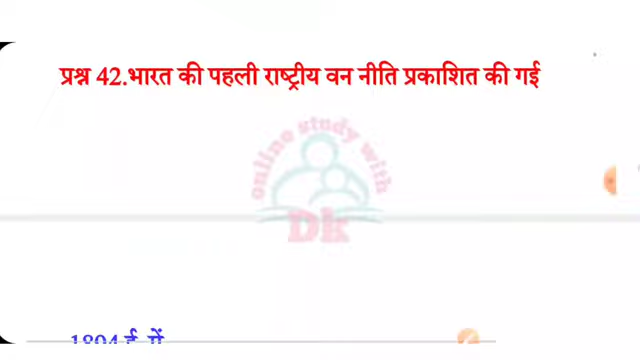 प्रश्न 42.भारत की पहली राष्ट्रीय वन नीति प्रकाशित की गई
online study with
Dk
1894 ई में